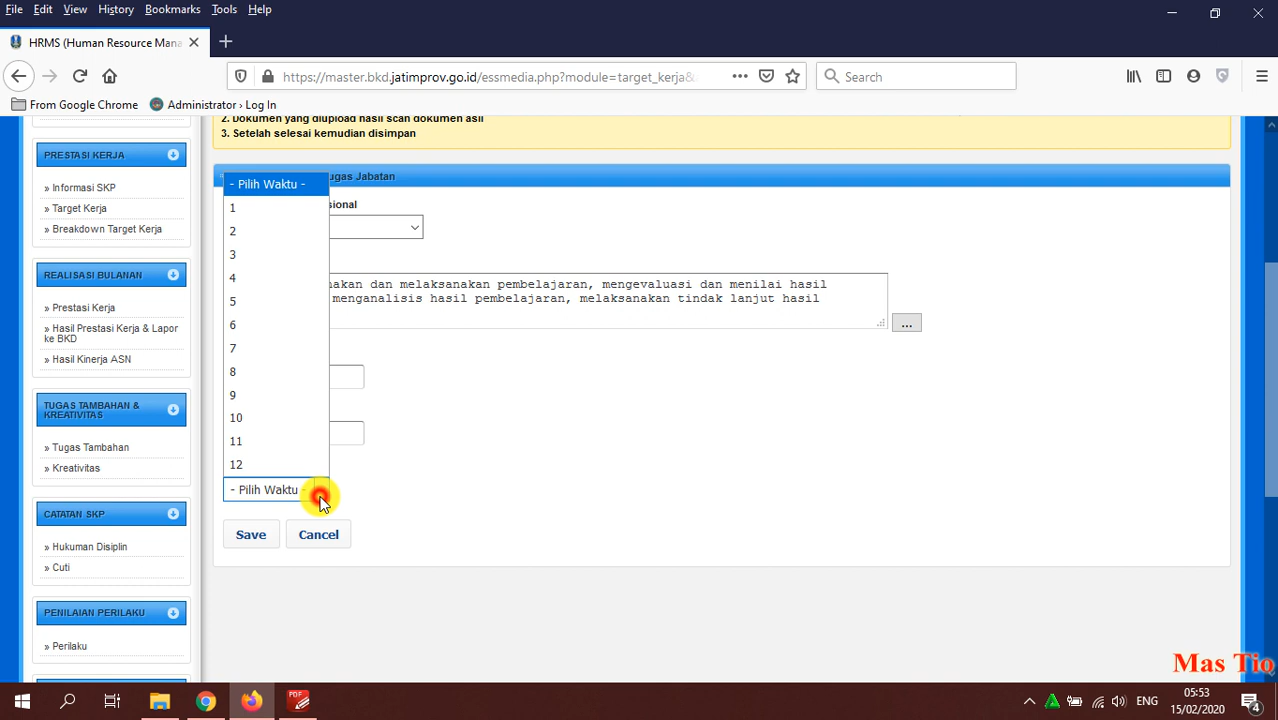 File Edit View History Bookmarks Tools Help
HRMS (Human Resource Mana
https://master.bkd.jatimprov.go.id/essmedia.php?module=target_kerja&
Search
From Google Chrome Administrator › Log In
2. Dokumen yang diupload hasil scan dokumen asli
3. Setelah selesai kemudian disimpan
PRESTASI KERJA
» Informasi SKP
» Target Kerja
» Breakdown Target Kerja
REALISASI BULANAN
» Prestasi Kerja
» Hasil Prestasi Kerja & Lapor
ke BKD
» Hasil Kinerja ASN
TUGAS TAMBAHAN &
KREATIVITAS
» Tugas Tambahan
» Kreativitas
CATATAN SKP
» Hukuman Disiplin
» Cuti
PENILAIAN PERILAKU
» Perilaku
ugas Jabatan
- Pilih Waktu -
sional
1
2
3
4
5
6
7
8
9
10
11
12
akan dan melaksanakan pembelajaran, mengevaluasi dan menilai hasil
menganalisis hasil pembelajaran, melaksanakan tindak lanjut hasil
...
- Pilih Waktu -
Save Cancel
Mas Tio
ENG
05:53
15/02/2020
4
PDF